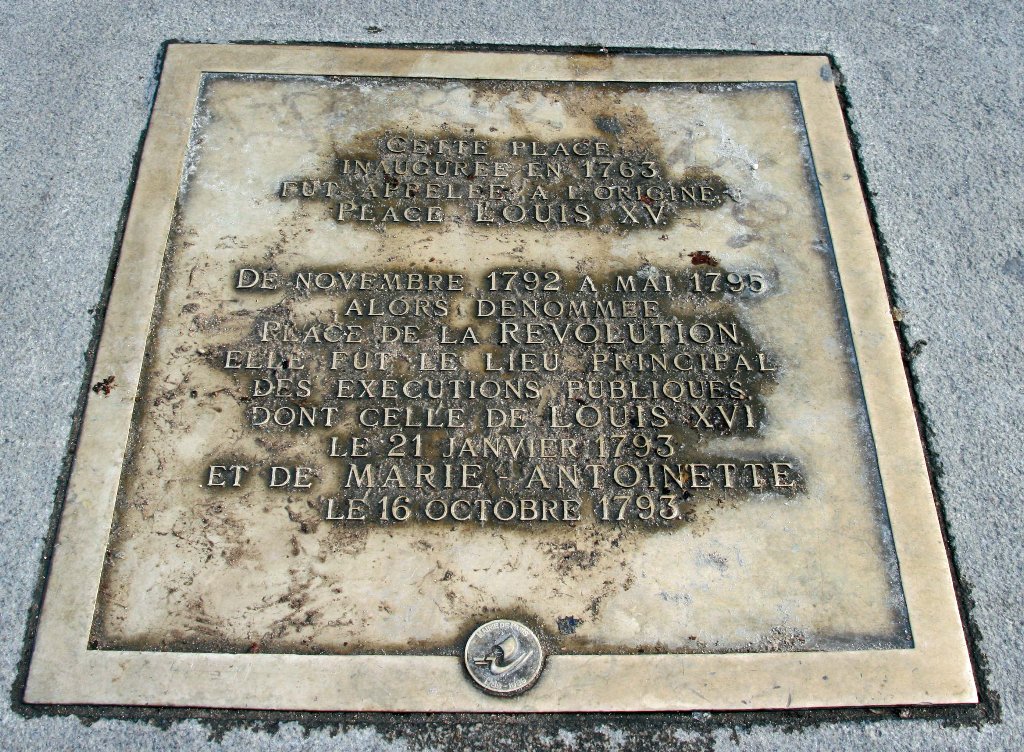 CETTE PLACE
INAUGUREE EN 1763
FUT APPELEE A L'ORIGINE
PLACE LOUIS XV
DE NOVEMBRE 1792 A MAI 1795
ALORS DENOMMEE
PLACE DE LA REVOLUTION
ELLE FUT LE LIEU PRINCIPAL
DES EXECUTIONS PUBLIQUES
DONT CELLE DE LOUIS XVI
LE 21 JANVIER 1793
ET DE MARIE-ANTOINETTE
LE 16 OCTOBRE 1793